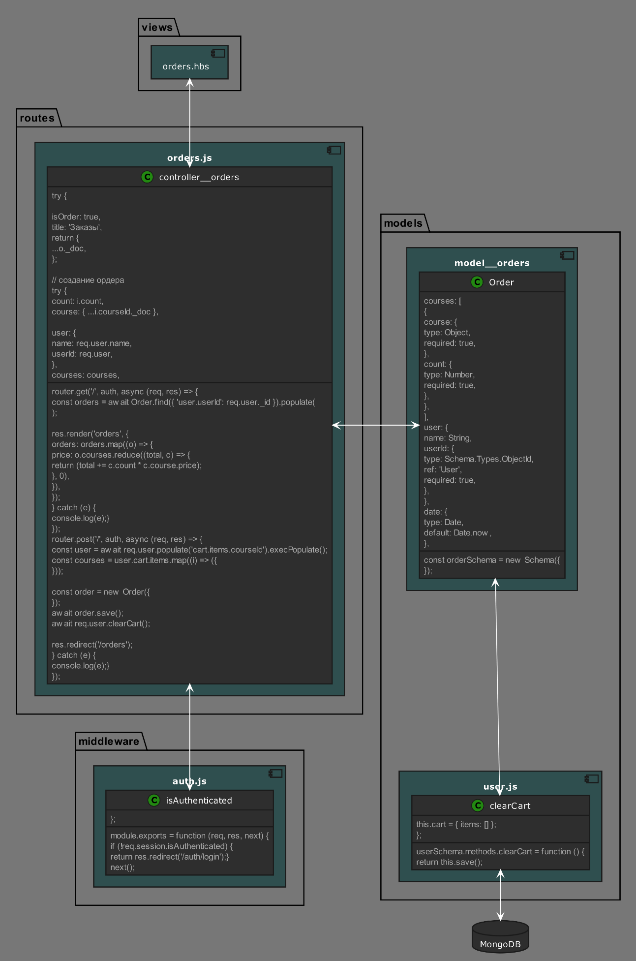 views
orders.hbs
routes
orders.js
controller__orders
try {
isOrder: true,
title: 'Заказы',
return {
...o._doc,
};
// создание ордера
try {
count: i.count,
course: { ...i.courseId._doc },
user: {
name: req.user.name,
userId: req.user,
},
courses: courses,
router.get('/', auth, async (req, res) => {
const orders = await Order.find({ 'user.userId': req.user._id }).populate(
);
res.render('orders', {
orders: orders.map((o) => {
price: o.courses.reduce((total, c) => {
return (total += c.count * c.course.price);
}, 0),
}),
});
} catch (e) {
console.log(e);}
});
router.post('/', auth, async (req, res) => {
const user = await req.user.populate('cart.items.courseId').execPopulate();
const courses = user.cart.items.map((i) => ({
}));
const order = new Order({
});
await order.save();
await req.user.clearCart();
res.redirect('/orders');
} catch (e) {
console.log(e);}
});
middleware
auth.js
isAuthenticated
};
module.exports = function (req, res, next) {
if (!req.session.isAuthenticated) {
return res.redirect('/auth/login');}
next();
models
model__orders
Order
courses: [
{
course: {
type: Object,
required: true,
},
count: {
type: Number,
required: true,
},
},
],
user: {
name: String,
userId: {
type: Schema.Types.ObjectId,
ref: 'User',
required: true,
},
},
date: {
type: Date,
default: Date.now,
},
const orderSchema = new Schema({
});
user.js
clearCart
this.cart = { items: [] };
};
userSchema.methods.clearCart = function () {
return this.save();
MongoDB